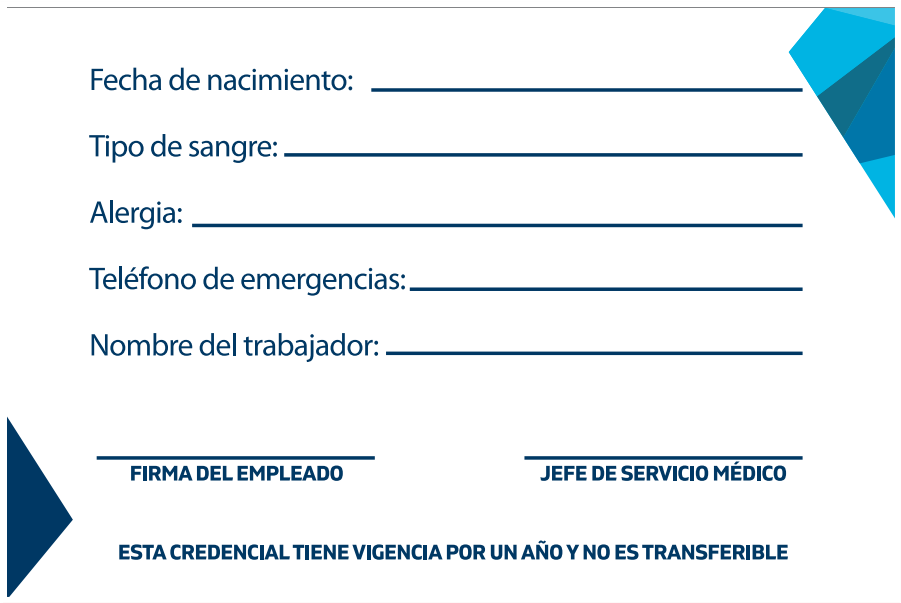 Fecha de nacimiento:
Tipo de sangre:
Alergia:
Teléfono de emergencias:
Nombre del trabajador:
FIRMA DEL EMPLEADO
JEFE DE SERVICIO MÉDICO
ESTA CREDENCIAL TIENE VIGENCIA POR UN AÑO Y NO ES TRANSFERIBLE